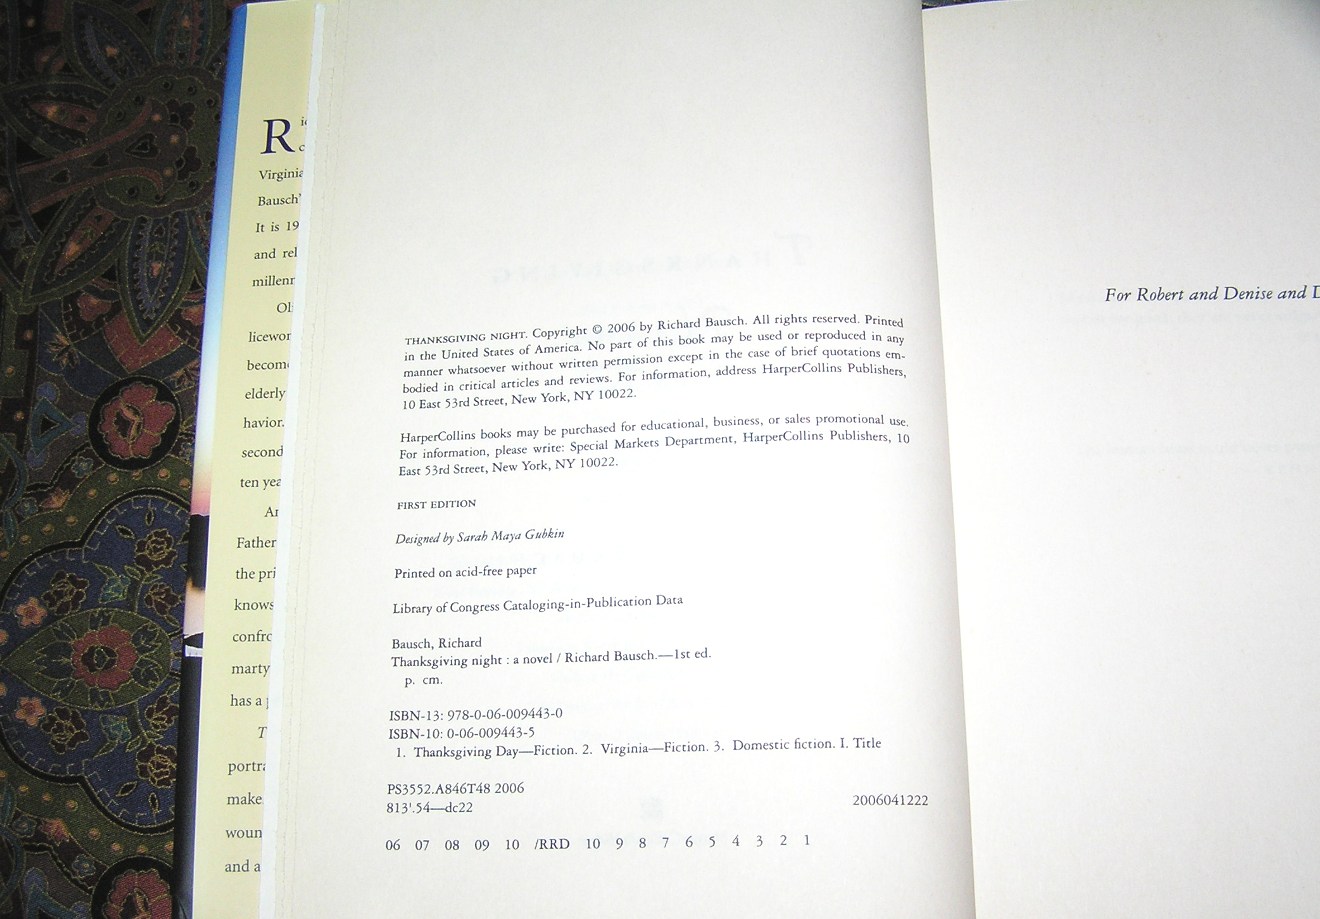 R
Virginia
Bausch'
It is 19
and rel
millenr
Ol
licewor
becom
elderly
havior.
second
ten yea
Ar
Father
the pri
knows
confro
marty
has a
T
portra
make
woun
and a
THANKSGIVING NIGHT. Copyright © 2006 by Richard Bausch. All rights reserved. Printed
in the United States of America. No part of this book may be used or reproduced in any
manner whatsoever without written permission except in the case of brief quotations em-
bodied in critical articles and reviews. For information, address HarperCollins Publishers,
10 East 53rd Street, New York, NY 10022.
HarperCollins books may be purchased for educational, business, or sales promotional use.
For information, please write: Special Markets Department, HarperCollins Publishers, 10
East 53rd Street, New York, NY 10022.
FIRST EDITION
Designed by Sarah Maya Gubkin
Printed on acid-free paper
Library of Congress Cataloging-in-Publication Data
Bausch, Richard
Thanksgiving night : a novel / Richard Bausch.—1st ed.
p. cm.
ISBN-13: 978-0-06-009443-0
ISBN-10: 0-06-009443-5
1. Thanksgiving Day—Fiction. 2. Virginia—Fiction. 3. Domestic fiction. I. Title
PS3552.A846T48 2006
813'.54—dc22
2006041222
06 07 08 09 10 /RRD 10 9 8 7 6 5 4 3 2 1
For Robert and Denise and D